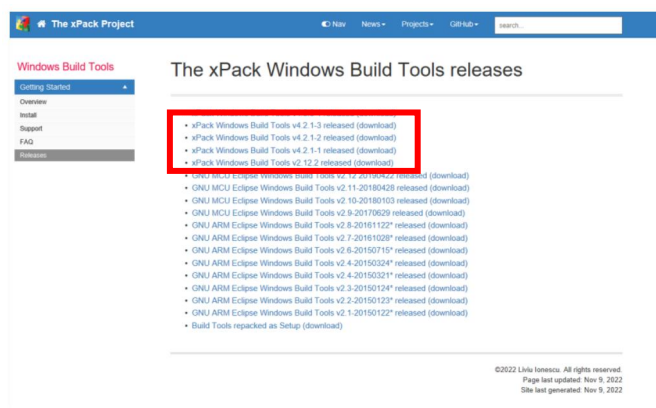 The xPack Project
Nav News Projects GitHub search...
Windows Build Tools
Getting Started
Overview
Install
Support
FAQ
Releases
The xPack Windows Build Tools releases
xPack Windows Build Tools v4.2.1-3 released (download)
xPack Windows Build Tools v4.2.1-2 released (download)
xPack Windows Build Tools v4.2.1-1 released (download)
xPack Windows Build Tools v2.12.2 released (download)
GNU MCU Eclipse Windows Build Tools v2.12 20190422 released (download)
GNU MCU Eclipse Windows Build Tools v2.11-20180428 released (download)
GNU MCU Eclipse Windows Build Tools v2.10-20180103 released (download)
GNU MCU Eclipse Windows Build Tools v2.9-20170629 released (download)
GNU ARM Eclipse Windows Build Tools v2.8-20161122* released (download)
GNU ARM Eclipse Windows Build Tools v2.7-20161028* released (download)
GNU ARM Eclipse Windows Build Tools v2.6-20150715* released (download)
GNU ARM Eclipse Windows Build Tools v2.4-20150324* released (download)
GNU ARM Eclipse Windows Build Tools v2.4-20150321* released (download)
GNU ARM Eclipse Windows Build Tools v2.3-20150124* released (download)
GNU ARM Eclipse Windows Build Tools v2.2-20150123* released (download)
GNU ARM Eclipse Windows Build Tools v2.1-20150122* released (download)
Build Tools repacked as Setup (download)
©2022 Liviu Ionescu. All rights reserved.
Page last updated: Nov 9, 2022
Site last generated: Nov 9, 2022